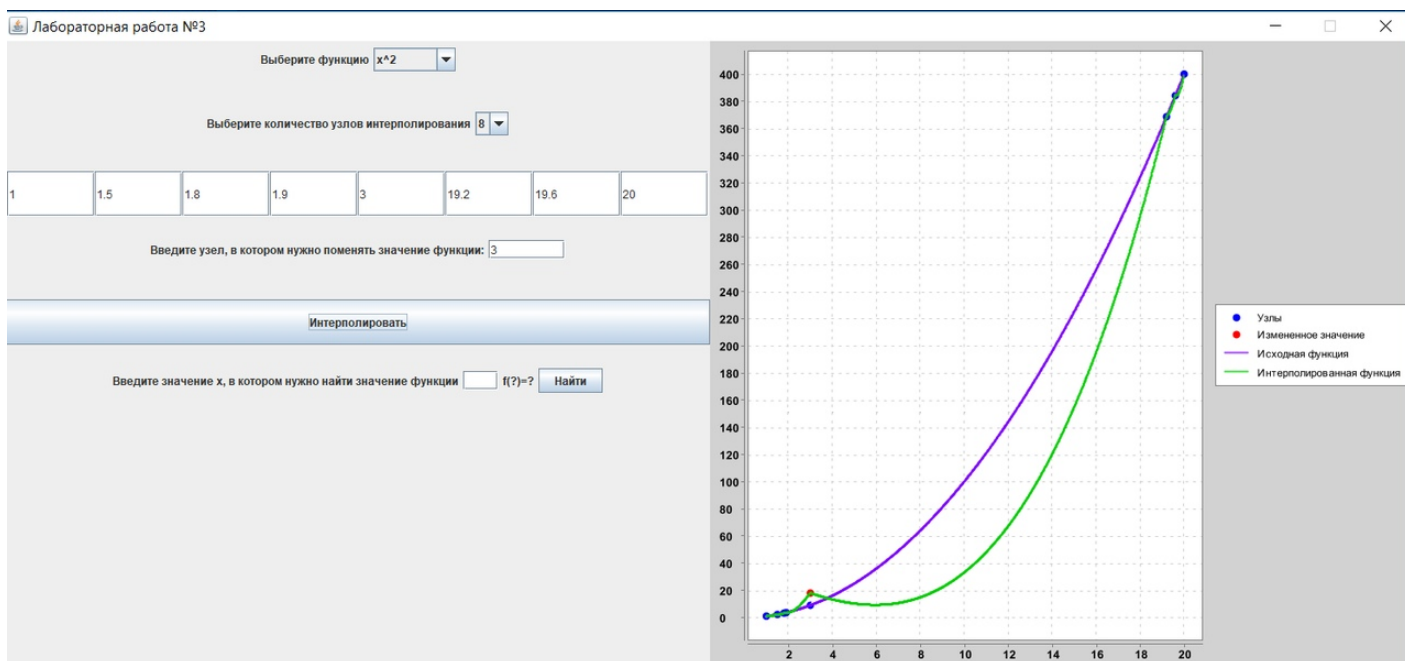 Лабораторная работа №3
Выберите функцию x^2
Выберите количество узлов интерполирования 8
1 1.5 1.8 1.9 3 19.2 19.6 20
Введите узел, в котором нужно поменять значение функции: 3
Интерполировать
Введите значение x, в котором нужно найти значение функции f(?)=? Найти
400
380
360
340
320
300
280
260
240
220
200
180
160
140
120
100
80
60
40
20
0
2 4 6 8 10 12 14 16 18 20
Узлы
Измененное значение
Исходная функция
Интерполированная функция